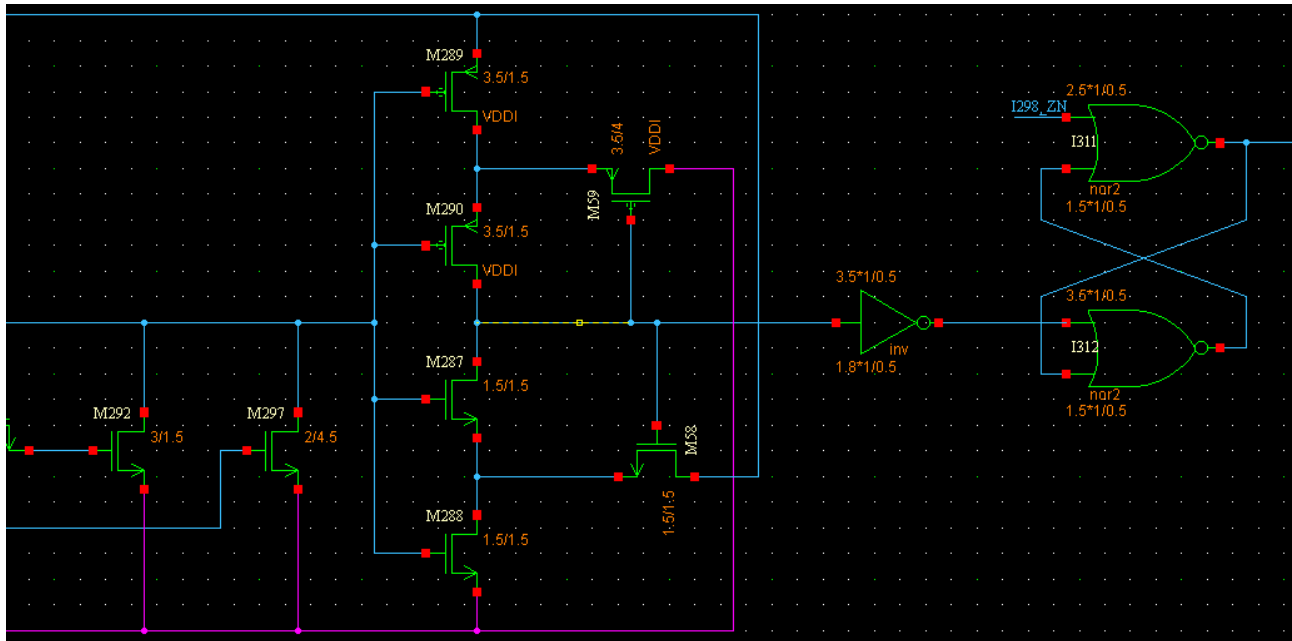 M289
3.5/1.5
VDDI
3.5/4
VDDI
M59
M290
3.5/1.5
VDDI
I298_ZN
2.5*1/0.5
I311
nor2
1.5*1/0.5
3.5*1/0.5
inv
1.8*1/0.5
3.5*1/0.5
I312
nor2
1.5*1/0.5
M287
1.5/1.5
M292
3/1.5
M297
2/4.5
M58
1.5/1.5
M288
1.5/1.5